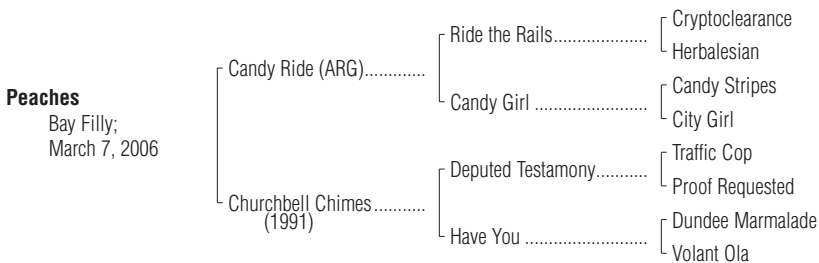 Peaches
Bay Filly;
March 7, 2006
Candy Ride (ARG).............
Churchbell Chimes...........
(1991)
Ride the Rails.....................
Candy Girl .........................
Deputed Testamony...........
Have You ...........................
Cryptoclearance
Herbalesian
Candy Stripes
City Girl
Traffic Cop
Proof Requested
Dundee Marmalade
Volant Ola